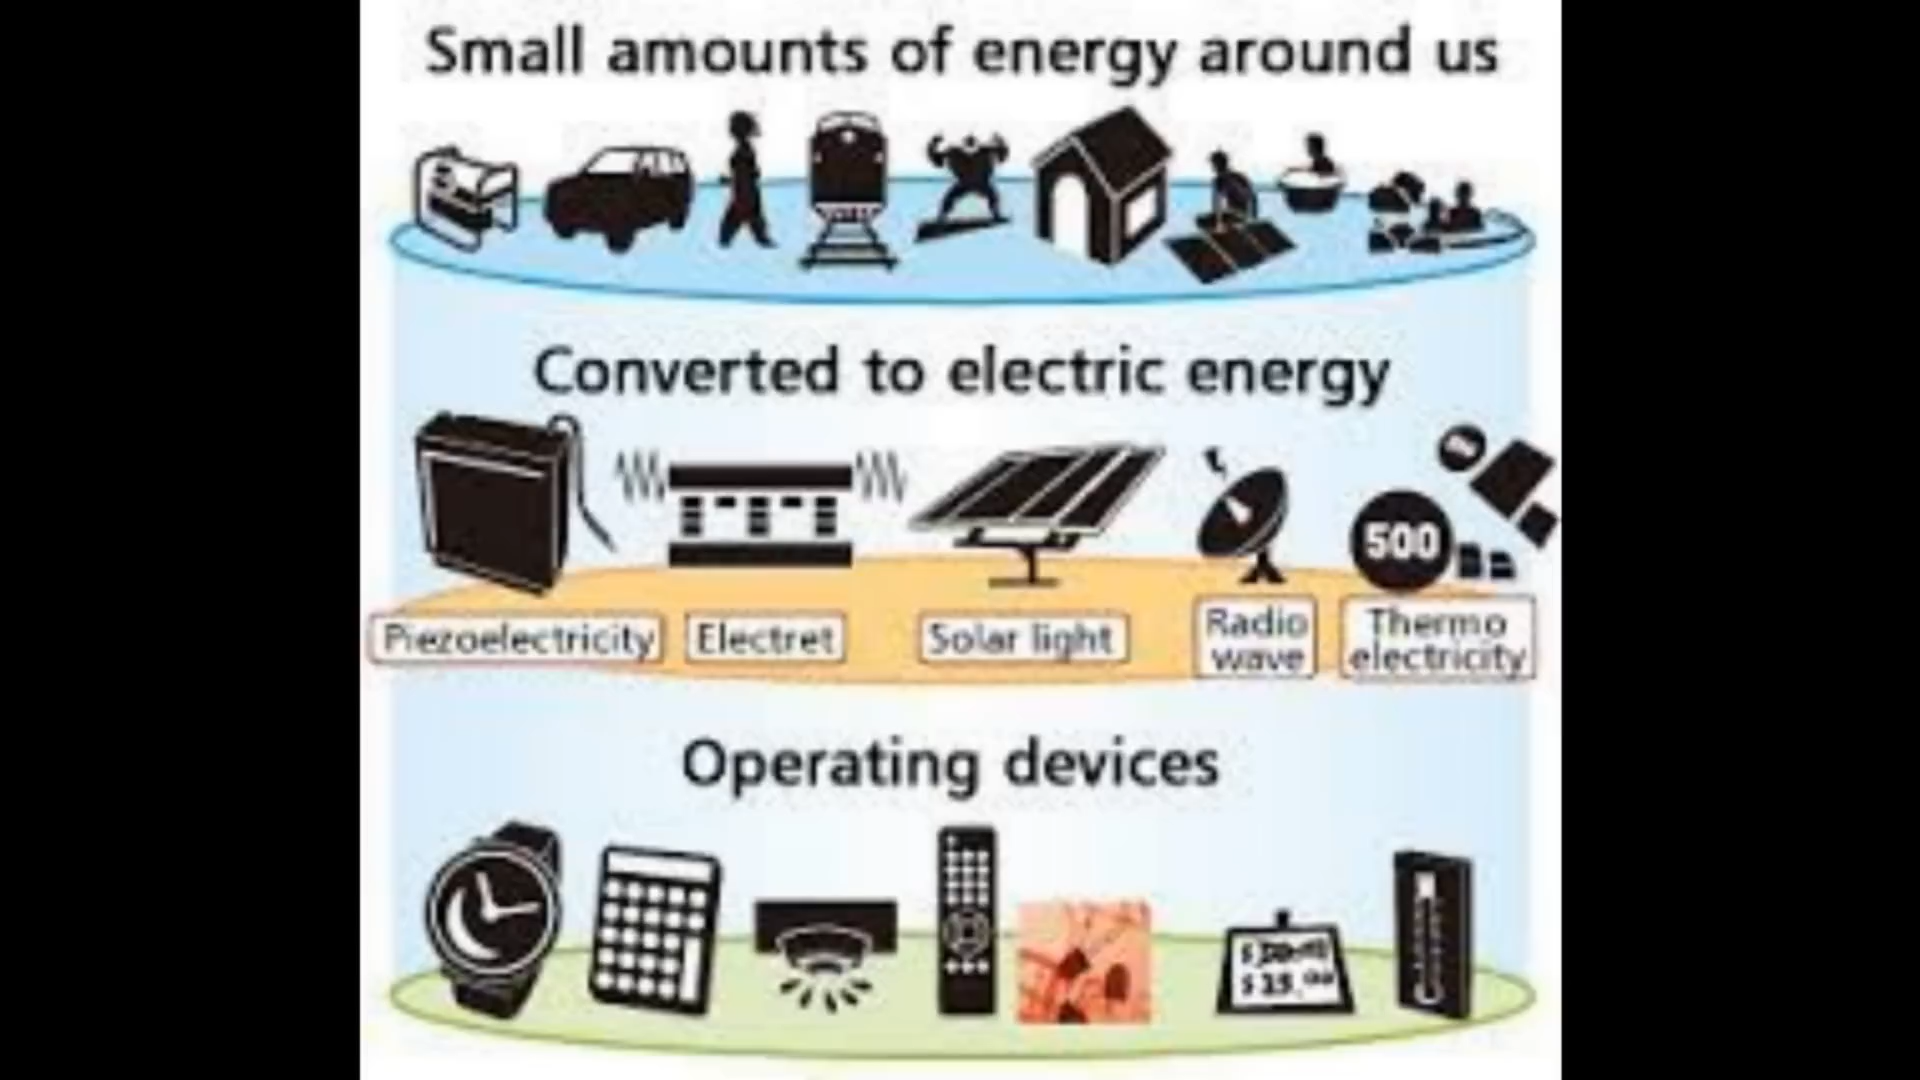 Small amounts of energy around us
Converted to electric energy
500
Piezoelectricity
Electret
Solar light
Radio
wave
Thermo
electricity
Operating devices